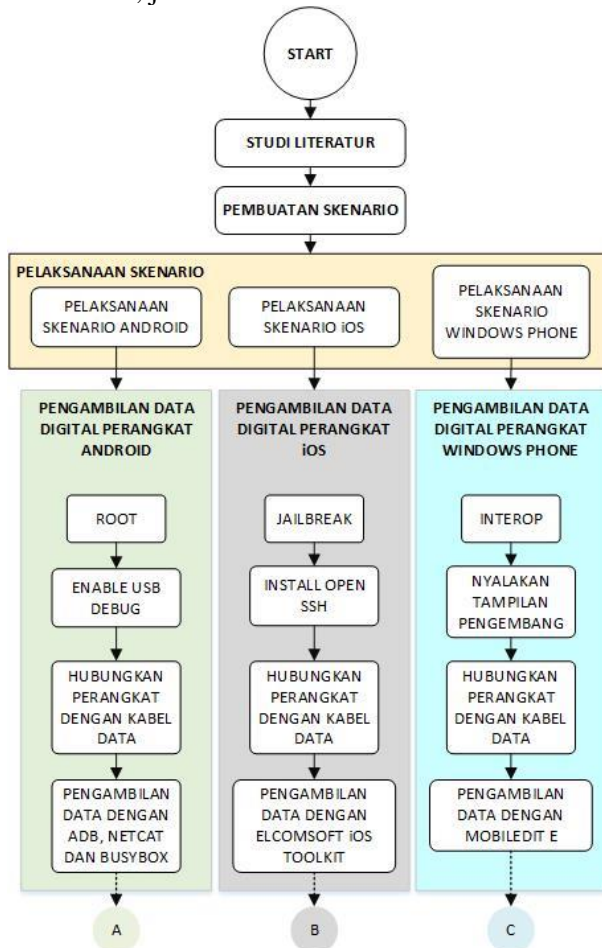 START
STUDI LITERATUR
PEMBUATAN SKENARIO
PELAKSANAAN SKENARIO
PELAKSANAAN
SKENARIO ANDROID
PELAKSANAAN
SKENARIO iOS
PELAKSANAAN
SKENARIO
WINDOWS PHONE
PENGAMBILAN DATA
DIGITAL PERANGKAT
ANDROID
ROOT
ENABLE USB
DEBUG
HUBUNGKAN
PERANGKAT
DENGAN KABEL
DATA
PENGAMBILAN
DATA DENGAN
ADB, NETCAT
DAN BUSYBOX
A
PENGAMBILAN DATA
DIGITAL PERANGKAT
iOS
JAILBREAK
INSTALL OPEN
SSH
HUBUNGKAN
PERANGKAT
DENGAN KABEL
DATA
PENGAMBILAN
DATA DENGAN
ELCOMSOFT iOS
TOOLKIT
B
PENGAMBILAN DATA
DIGITAL PERANGKAT
WINDOWS PHONE
INTEROP
NYALAKAN
TAMPILAN
PENGEMBANG
HUBUNGKAN
PERANGKAT
DENGAN KABEL
DATA
PENGAMBILAN
DATA DENGAN
MOBILEDIT E
C